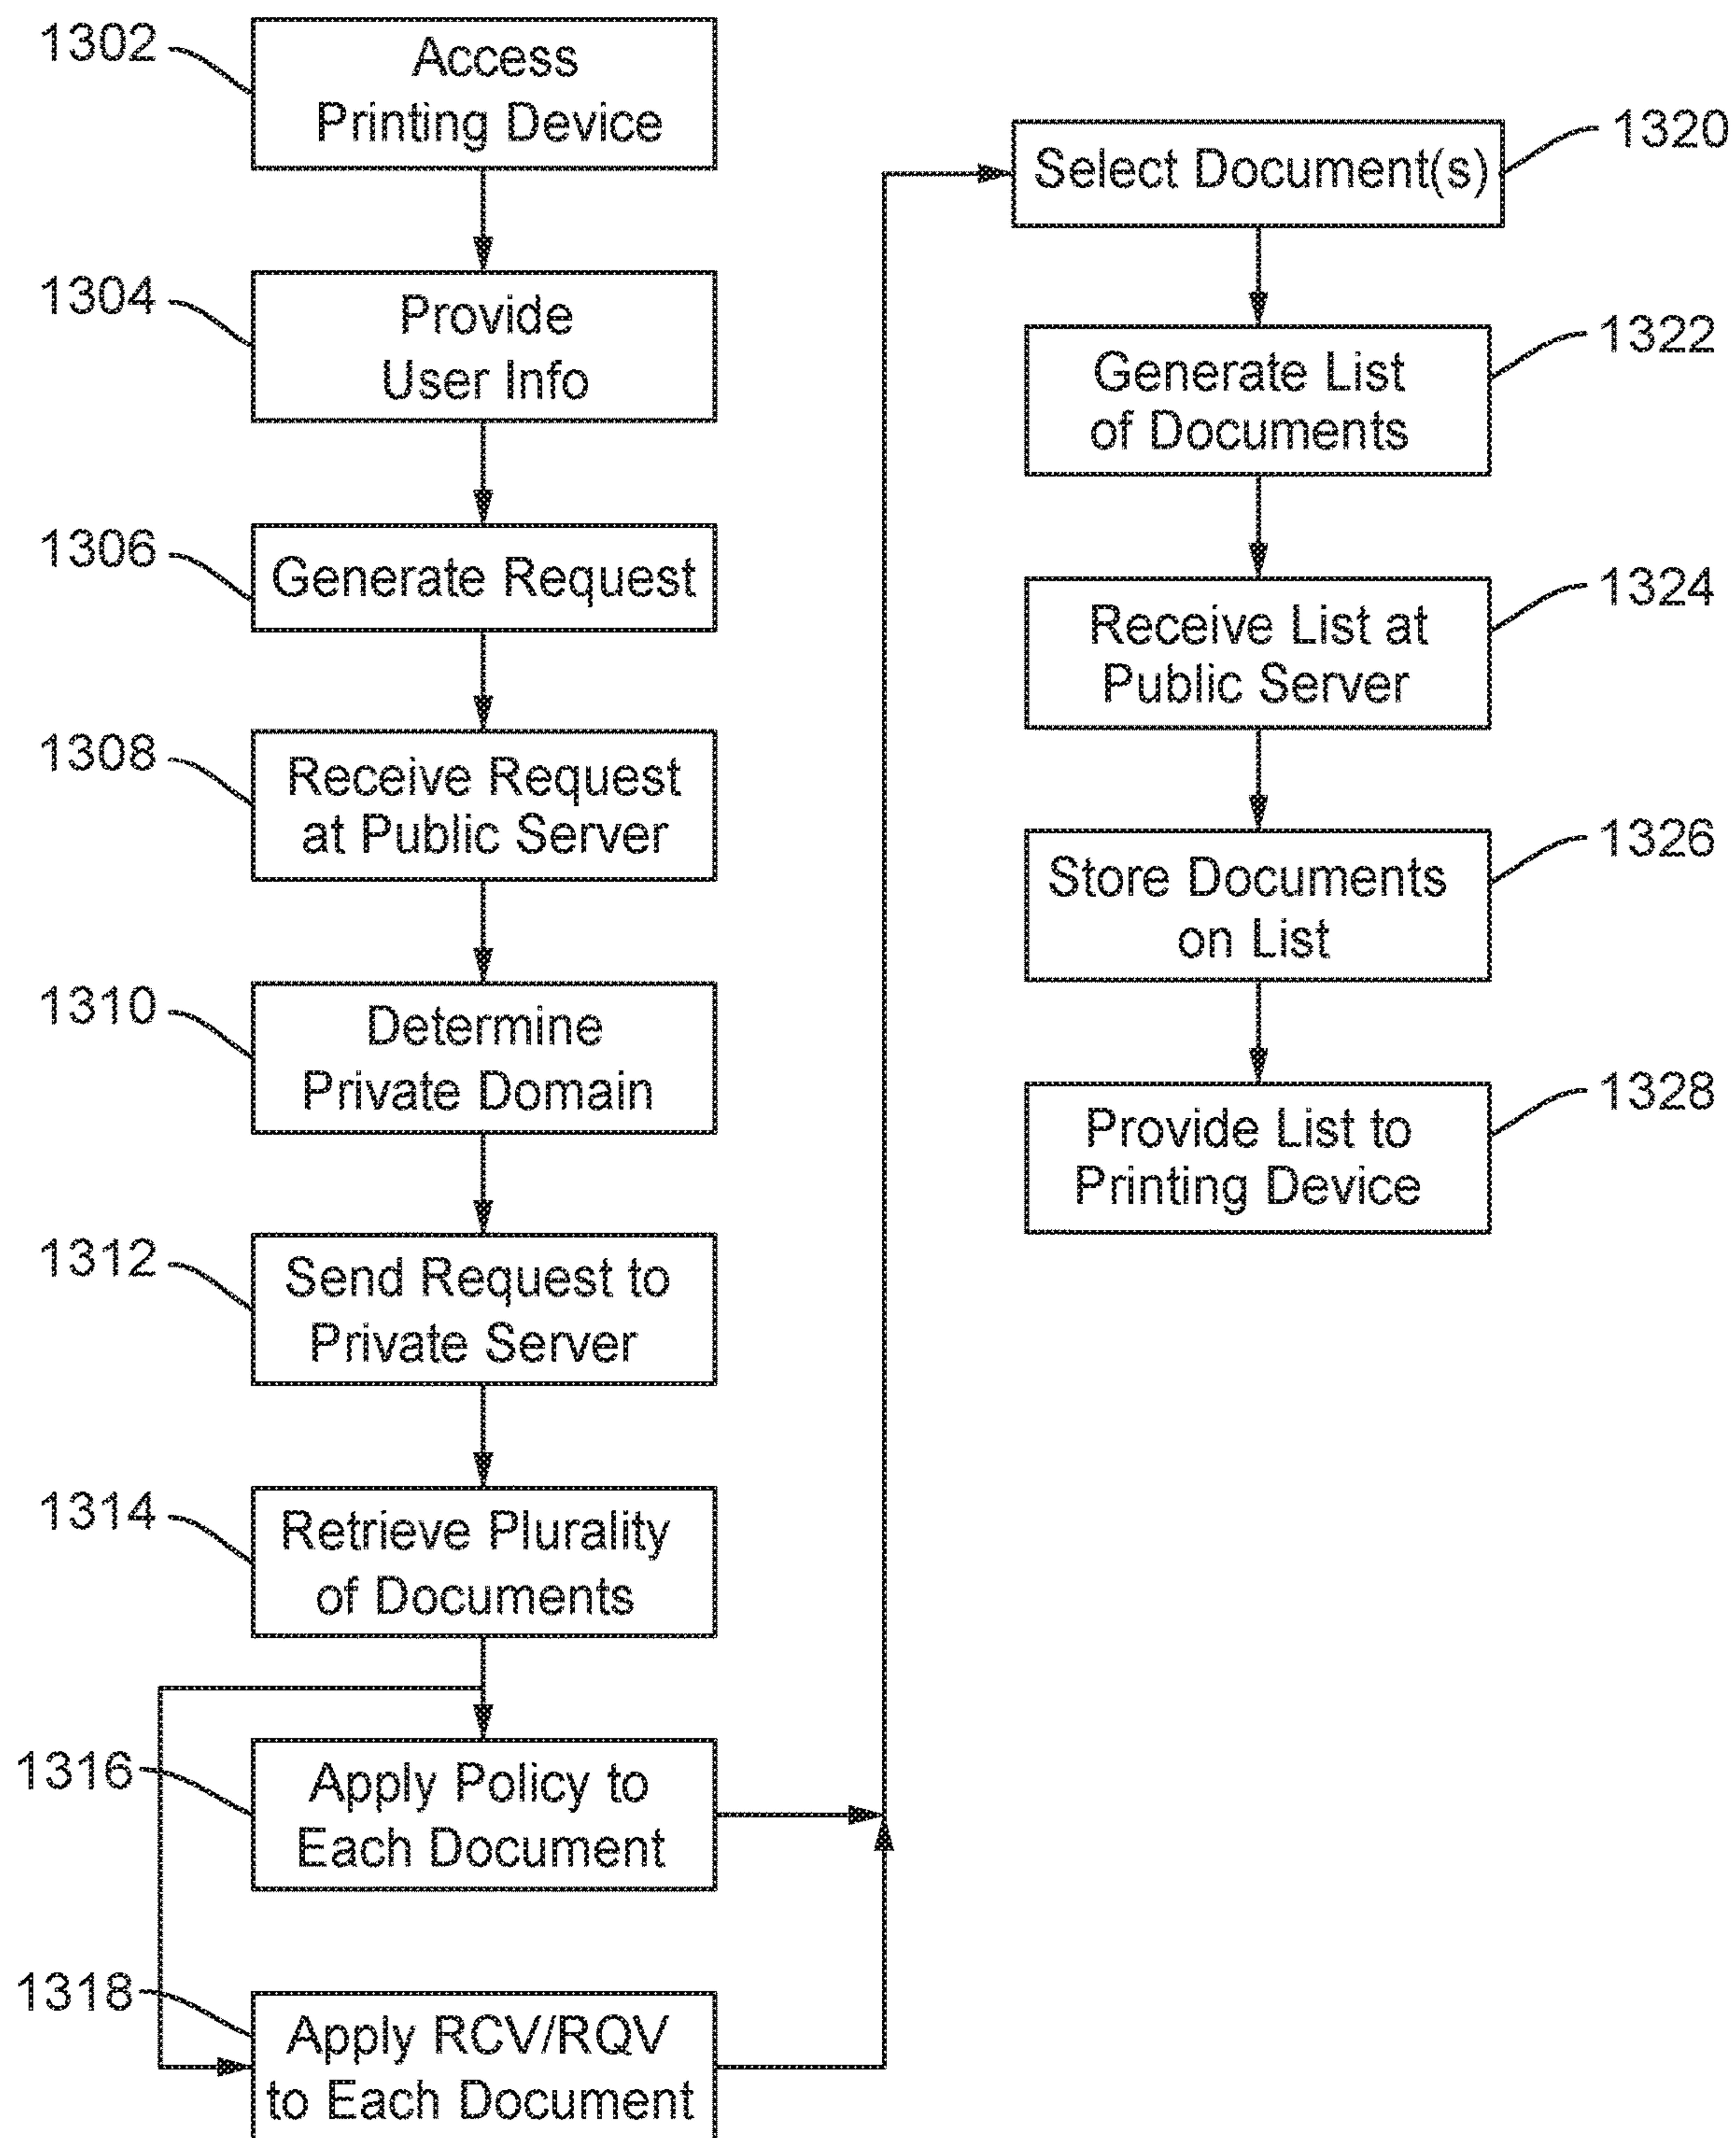 1302
Access
Printing Device
1304
Provide
User Info
1306
Generate Request
1308
Receive Request
at Public Server
1310
Determine
Private Domain
1312
Send Request to
Private Server
1314
Retrieve Plurality
of Documents
1316
Apply Policy to
Each Document
1318
Apply RCV/RQV
to Each Document
1320
Select Document(s)
1322
Generate List
of Documents
1324
Receive List at
Public Server
1326
Store Documents
on List
1328
Provide List to
Printing Device